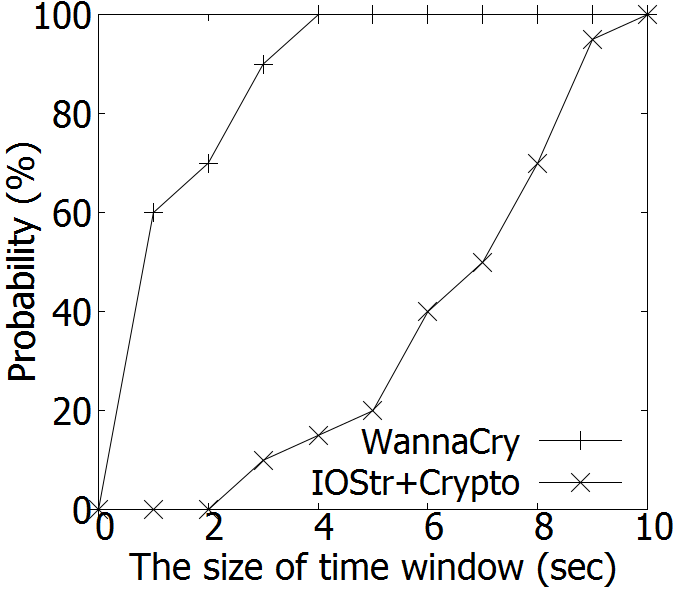 100
80
60
40
20
0
Probability (%)
WannaCry
IOStr+Crypto
0 2 4 6 8 10
The size of time window (sec)